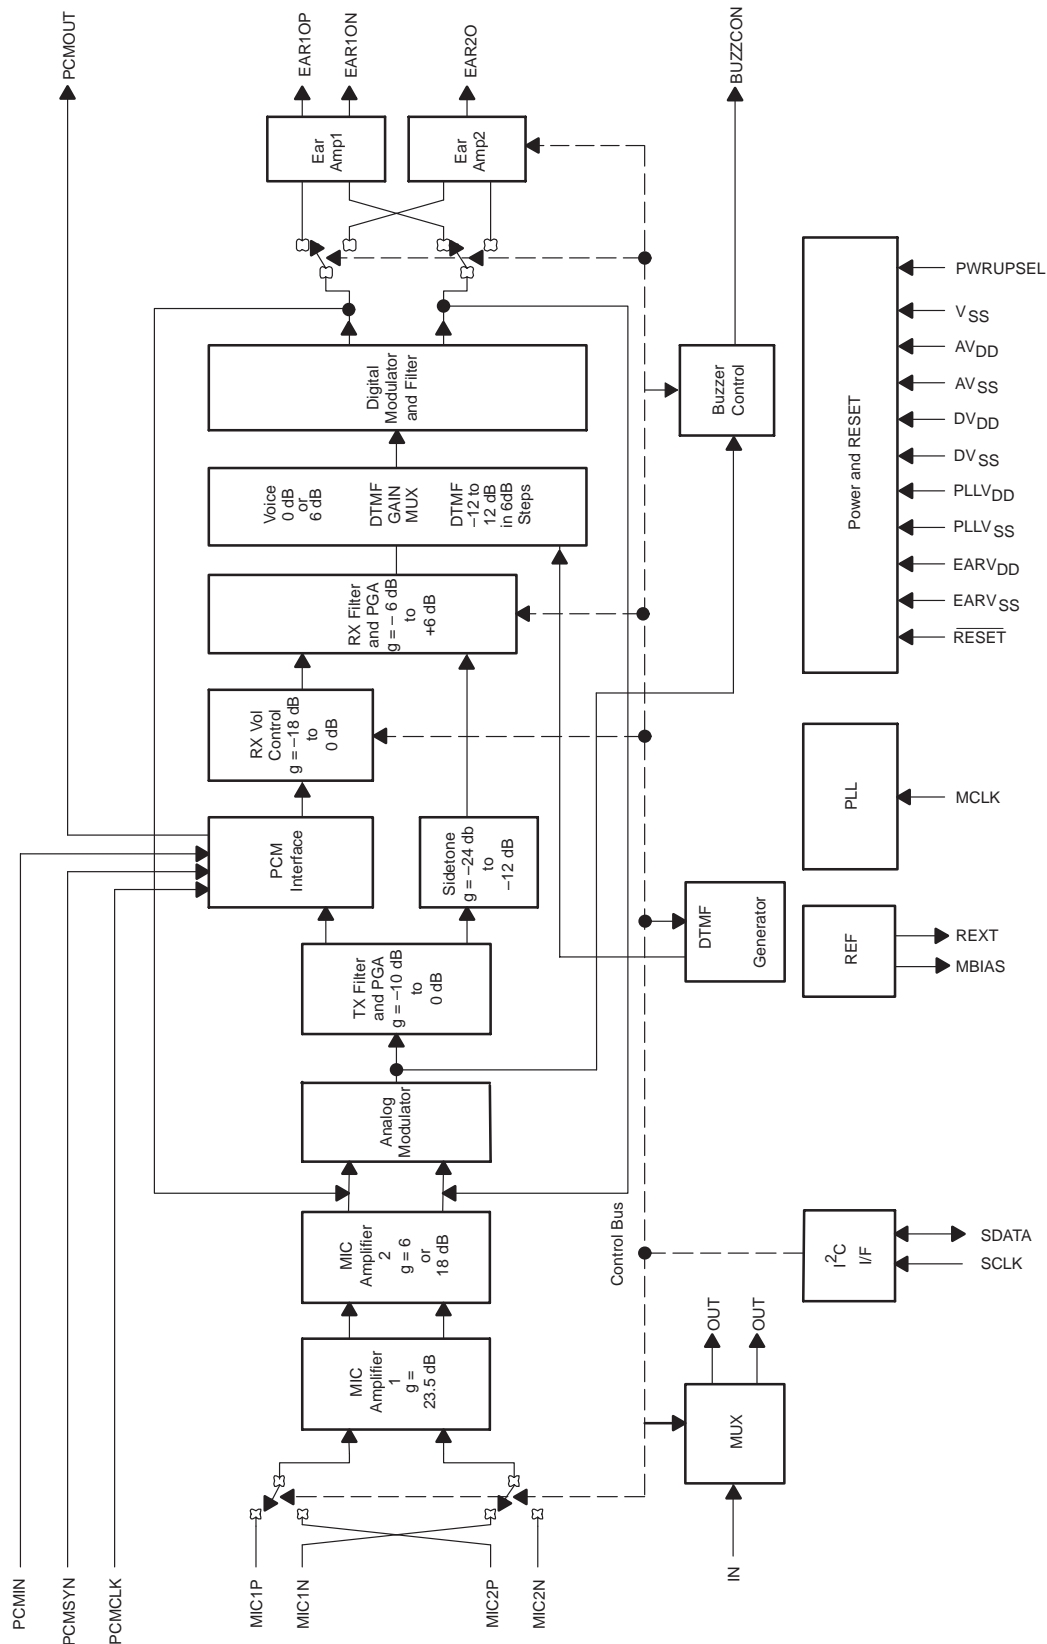 PCMOUT
EAR1OP
EAR1ON
EAR2O
BUZZCON
Ear
Amp1
Ear
Amp2
Digital
Modulator
and Filter
Buzzer
Control
Voice
0 dB
or
6 dB
DTMF
GAIN
MUX
DTMF
–12 to
12 dB
in 6dB
Steps
RX Filter
and PGA
g = – 6 dB
to
+6 dB
RX Vol
Control
g = –18 dB
to
0 dB
PCM
Interface
Sidetone
g = –24 db
to
–12 dB
TX Filter
and PGA
g = –10 dB
to
0 dB
DTMF
Generator
Analog
Modulator
MIC
Amplifier
2
g = 6
or
18 dB
MIC
Amplifier
1
g =
23.5 dB
Control Bus
PCMIN
PCMSYN
PCMCLK
MIC1P
MIC1N
MIC2P
MIC2N
IN
MUX
OUT
OUT
I2C
I/F
SDATA
SCLK
REF
REXT
MBIAS
PLL
MCLK
Power and RESET
PWRUPSEL
VSS
AVDD
AVSS
DVDD
DVSS
PLLVDD
PLLVSS
EARVDD
EARVSS
RESET